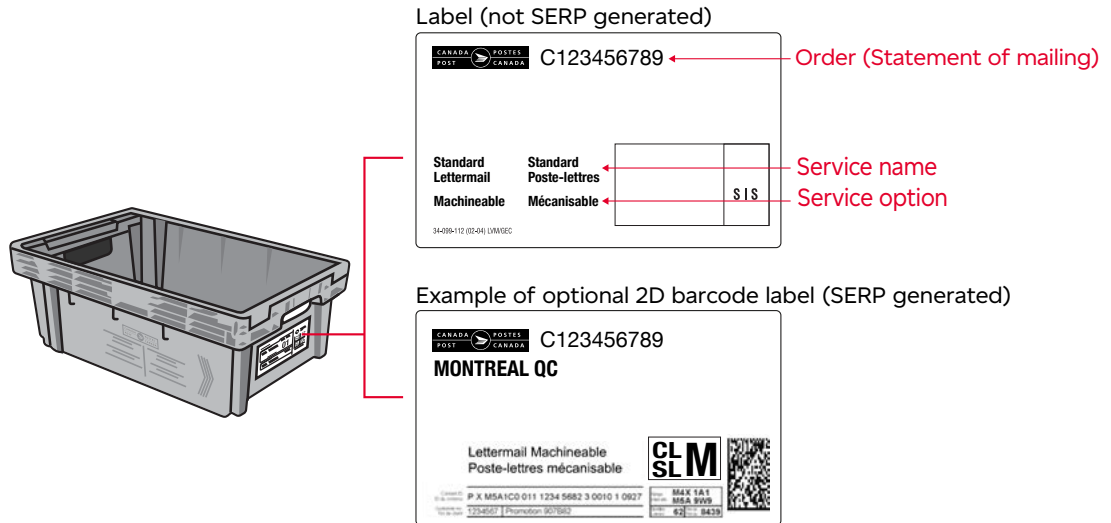 Label (not SERP generated)
CANADA POSTES
POST CANADA
C123456789
Order (Statement of mailing)
Standard Lettermail
Standard Poste-lettres
Service name
Machineable
Mécanisable
Service option
SIS
34-099-112 (02-04) LVM/GEC
Example of optional 2D barcode label (SERP generated)
CANADA POSTES
POST CANADA
C123456789
MONTREAL QC
Lettermail Machineable
Poste-lettres mécanisable
CL
SL
M
P X M5A1C0 011 1234 5682 3 0010 1 0927
M4X 1A1
M5A 9W9
1234567 Promotion 907B62
62
8439